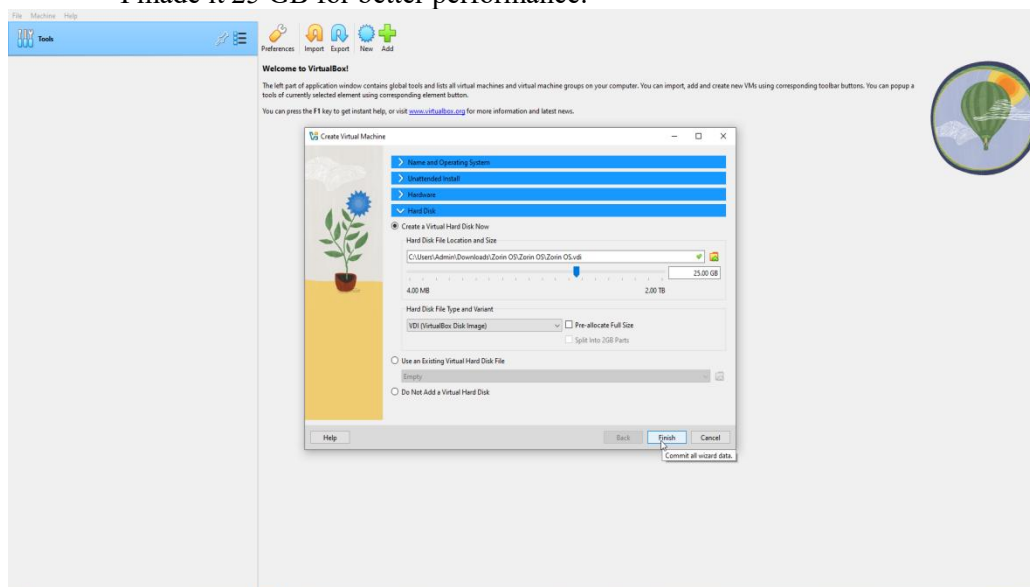 I made it 25 GB for better performance.
File Machine Help
Tools
Preferences Import Export New Add
Welcome to VirtualBox!
The left part of application window contains global tools and lists all virtual machines and virtual machine groups on your computer. You can import, add and create new VMs using corresponding toolbar buttons. You can popup a
tools of currently selected element using corresponding element button.
You can press the F1 key to get instant help, or visit www.virtualbox.org for more information and latest news.
Create Virtual Machine
Name and Operating System
Unattended Install
Hardware
Hard Disk
Create a Virtual Hard Disk Now
Hard Disk File Location and Size
C:\Users\Admin\Downloads\Zorin OS\Zorin OS\Zorin OS.vdi
25.00 GB
4.00 MB 2.00 TB
Hard Disk File Type and Variant
VDI (VirtualBox Disk Image) Pre-allocate Full Size
Split Into 2GB Parts
Use an Existing Virtual Hard Disk File
Empty
Do Not Add a Virtual Hard Disk
Help Back Finish Cancel
Commit all wizard data.